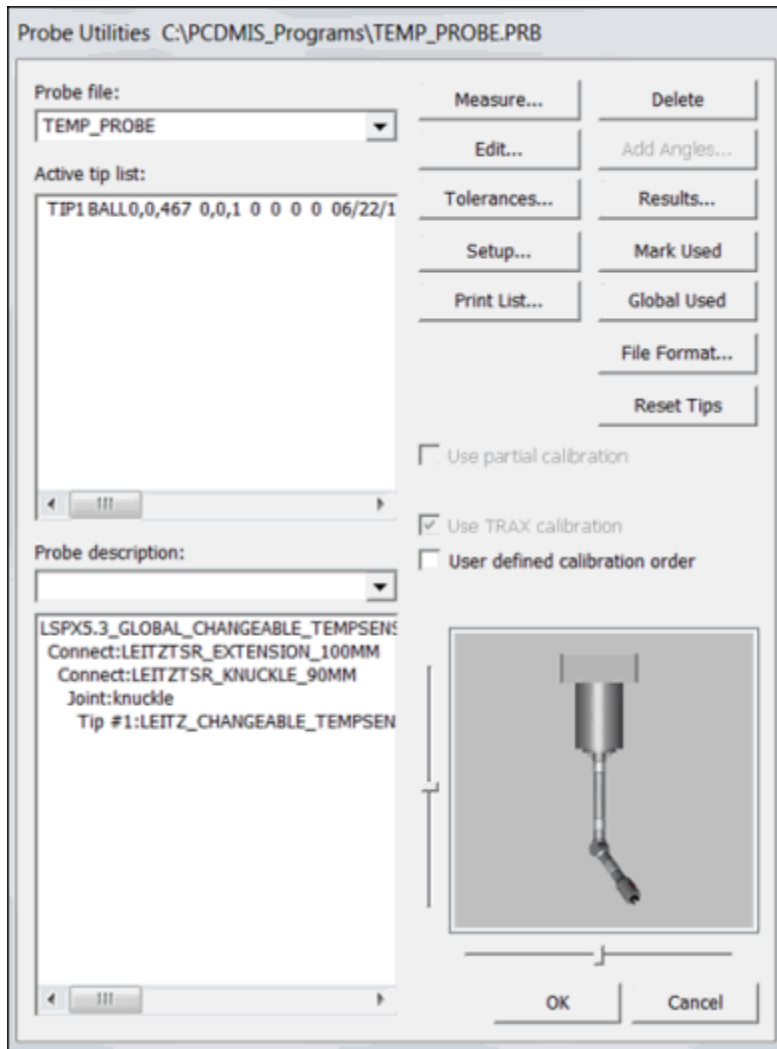 Probe Utilities C:\PCDMIS_Programs\TEMP_PROBE.PRB
Probe file:
TEMP_PROBE
Active tip list:
TIP1 BALL0,0,467 0,0,1 0 0 0 0 06/22/1
Measure...
Delete
Edit...
Add Angles...
Tolerances...
Results...
Setup...
Mark Used
Print List...
Global Used
File Format...
Reset Tips
Use partial calibration
Use TRAX calibration
User defined calibration order
Probe description:
LSPX5.3_GLOBAL_CHANGEABLE_TEMPSENS
Connect:LEITZTSR_EXTENSION_100MM
Connect:LEITZTSR_KNUCKLE_90MM
Joint:knuckle
Tip #1:LEITZ_CHANGEABLE_TEMPSEN
OK
Cancel